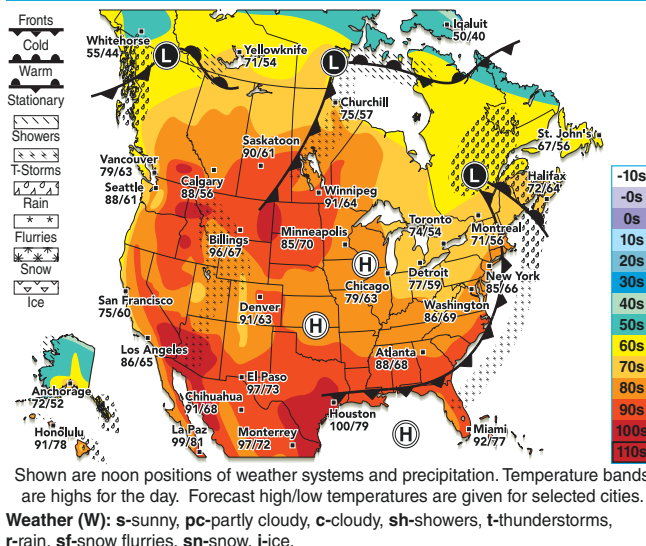 Fronts
Cold
Warm
Stationary
Showers
T-Storms
Rain
Flurries
Snow
Ice
Whitehorse
55/44
L
Yellowknife
71/54
L
Iqaluit
50/40
Churchill
75/57
St. John's
67/56
Saskatoon
90/61
Vancouver
79/63
Calgary
88/56
Seattle
88/61
Winnipeg
91/64
L
Halifax
72/64
Toronto
74/54
Montreal
71/56
Billings
96/67
Minneapolis
85/70
H
Chicago
79/63
Detroit
77/59
New York
85/66
San Francisco
75/60
Denver
91/63
H
Washington
86/69
Los Angeles
86/65
Atlanta
88/68
El Paso
97/73
Chihuahua
91/68
Anchorage
72/52
Honolulu
91/78
La Paz
99/81
Monterrey
97/72
Houston
100/79
H
Miami
92/77
-10s
-0s
0s
10s
20s
30s
40s
50s
60s
70s
80s
90s
100s
110s
Shown are noon positions of weather systems and precipitation. Temperature bands
are highs for the day. Forecast high/low temperatures are given for selected cities.
Weather (W): s-sunny, pc-partly cloudy, c-cloudy, sh-showers, t-thunderstorms,
r-rain, sf-snow flurries, sn-snow, i-ice.